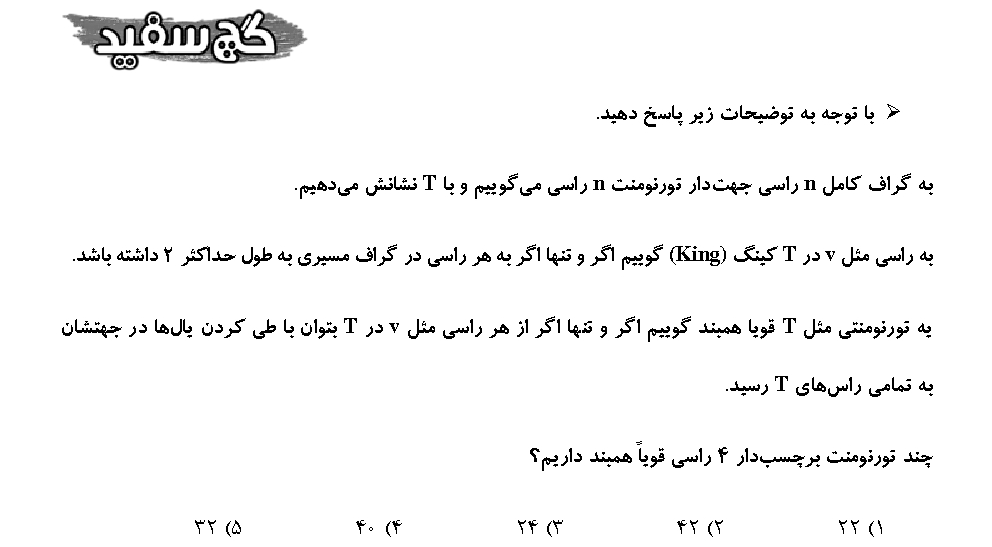 گچ سفید
➢ با توجه به توضیحات زیر پاسخ دهید.
به گراف کامل n راسی جهت‌دار تورنومنت n راسی می‌گوییم و با T نشانش می‌دهیم.
به راسی مثل v در T کینگ (King) گوییم اگر و تنها اگر به هر راسی در گراف مسیری به طول حداکثر ۲ داشته باشد.
یه تورنومنتی مثل T قویا همبند گوییم اگر و تنها اگر از هر راسی مثل v در T بتوان با طی کردن یال‌ها در جهتشان
به تمامی راس‌های T رسید.
چند تورنومنت برچسب‌دار ۴ راسی قویاً همبند داریم؟
۱) ۲۲ ۲) ۴۲ ۳) ۲۴ ۴) ۴۰ ۵) ۳۲